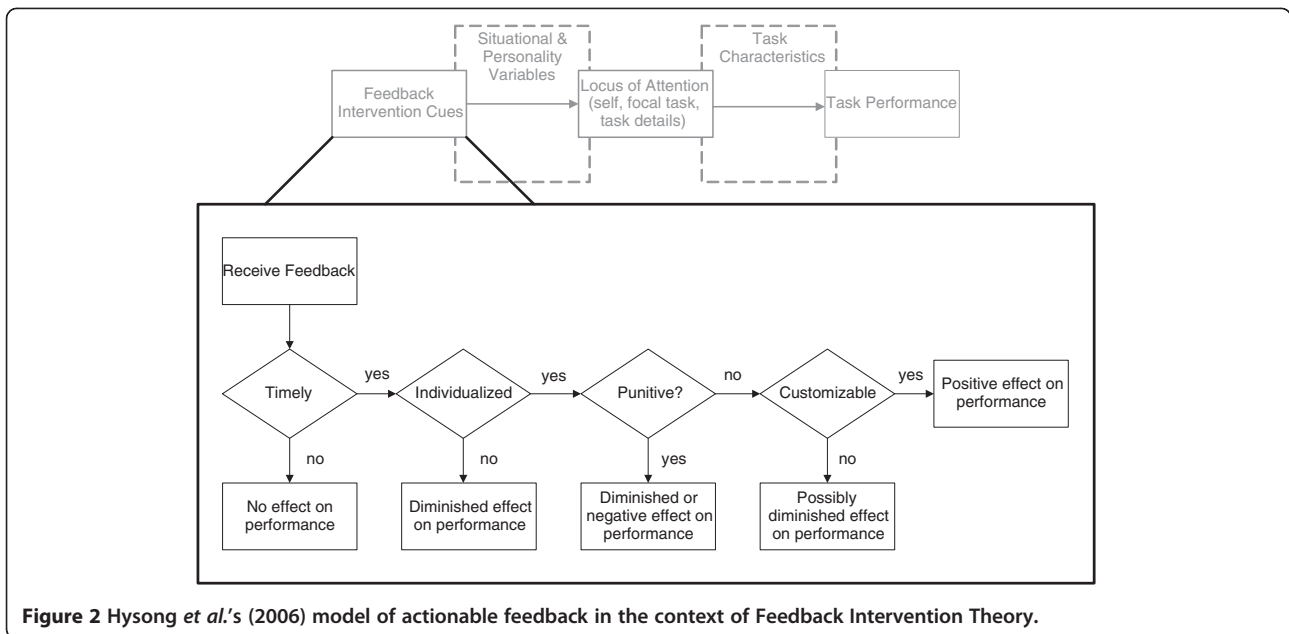 Situational &
Personality
Variables
Task
Characteristics
Feedback
Intervention Cues
Locus of Attention
(self, focal task,
task details)
Task Performance
Receive Feedback
Timely
yes
Individualized
yes
Punitive?
no
Customizable
yes
Positive effect on
performance
no
no
yes
no
No effect on
performance
Diminished effect
on performance
Diminished or
negative effect on
performance
Possibly
diminished effect
on performance
Figure 2 Hysong et al.'s (2006) model of actionable feedback in the context of Feedback Intervention Theory.